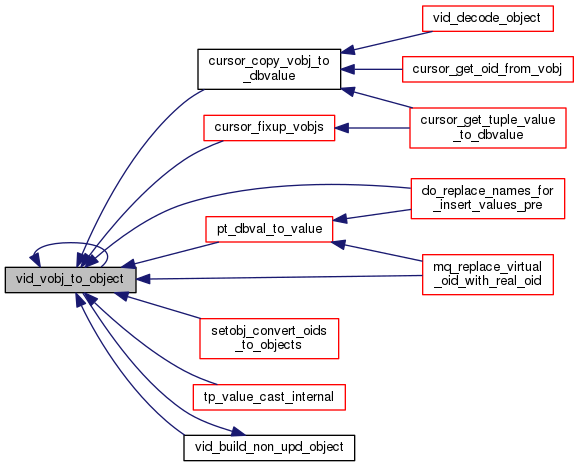 vid_decode_object
cursor_copy_vobj_to
_dbvalue
cursor_get_oid_from_vobj
cursor_get_tuple_value
_to_dbvalue
cursor_fixup_vobjs
do_replace_names_for
_insert_values_pre
pt_dbval_to_value
vid_vobj_to_object
mq_replace_virtual
_oid_with_real_oid
setobj_convert_oids
_to_objects
tp_value_cast_internal
vid_build_non_upd_object